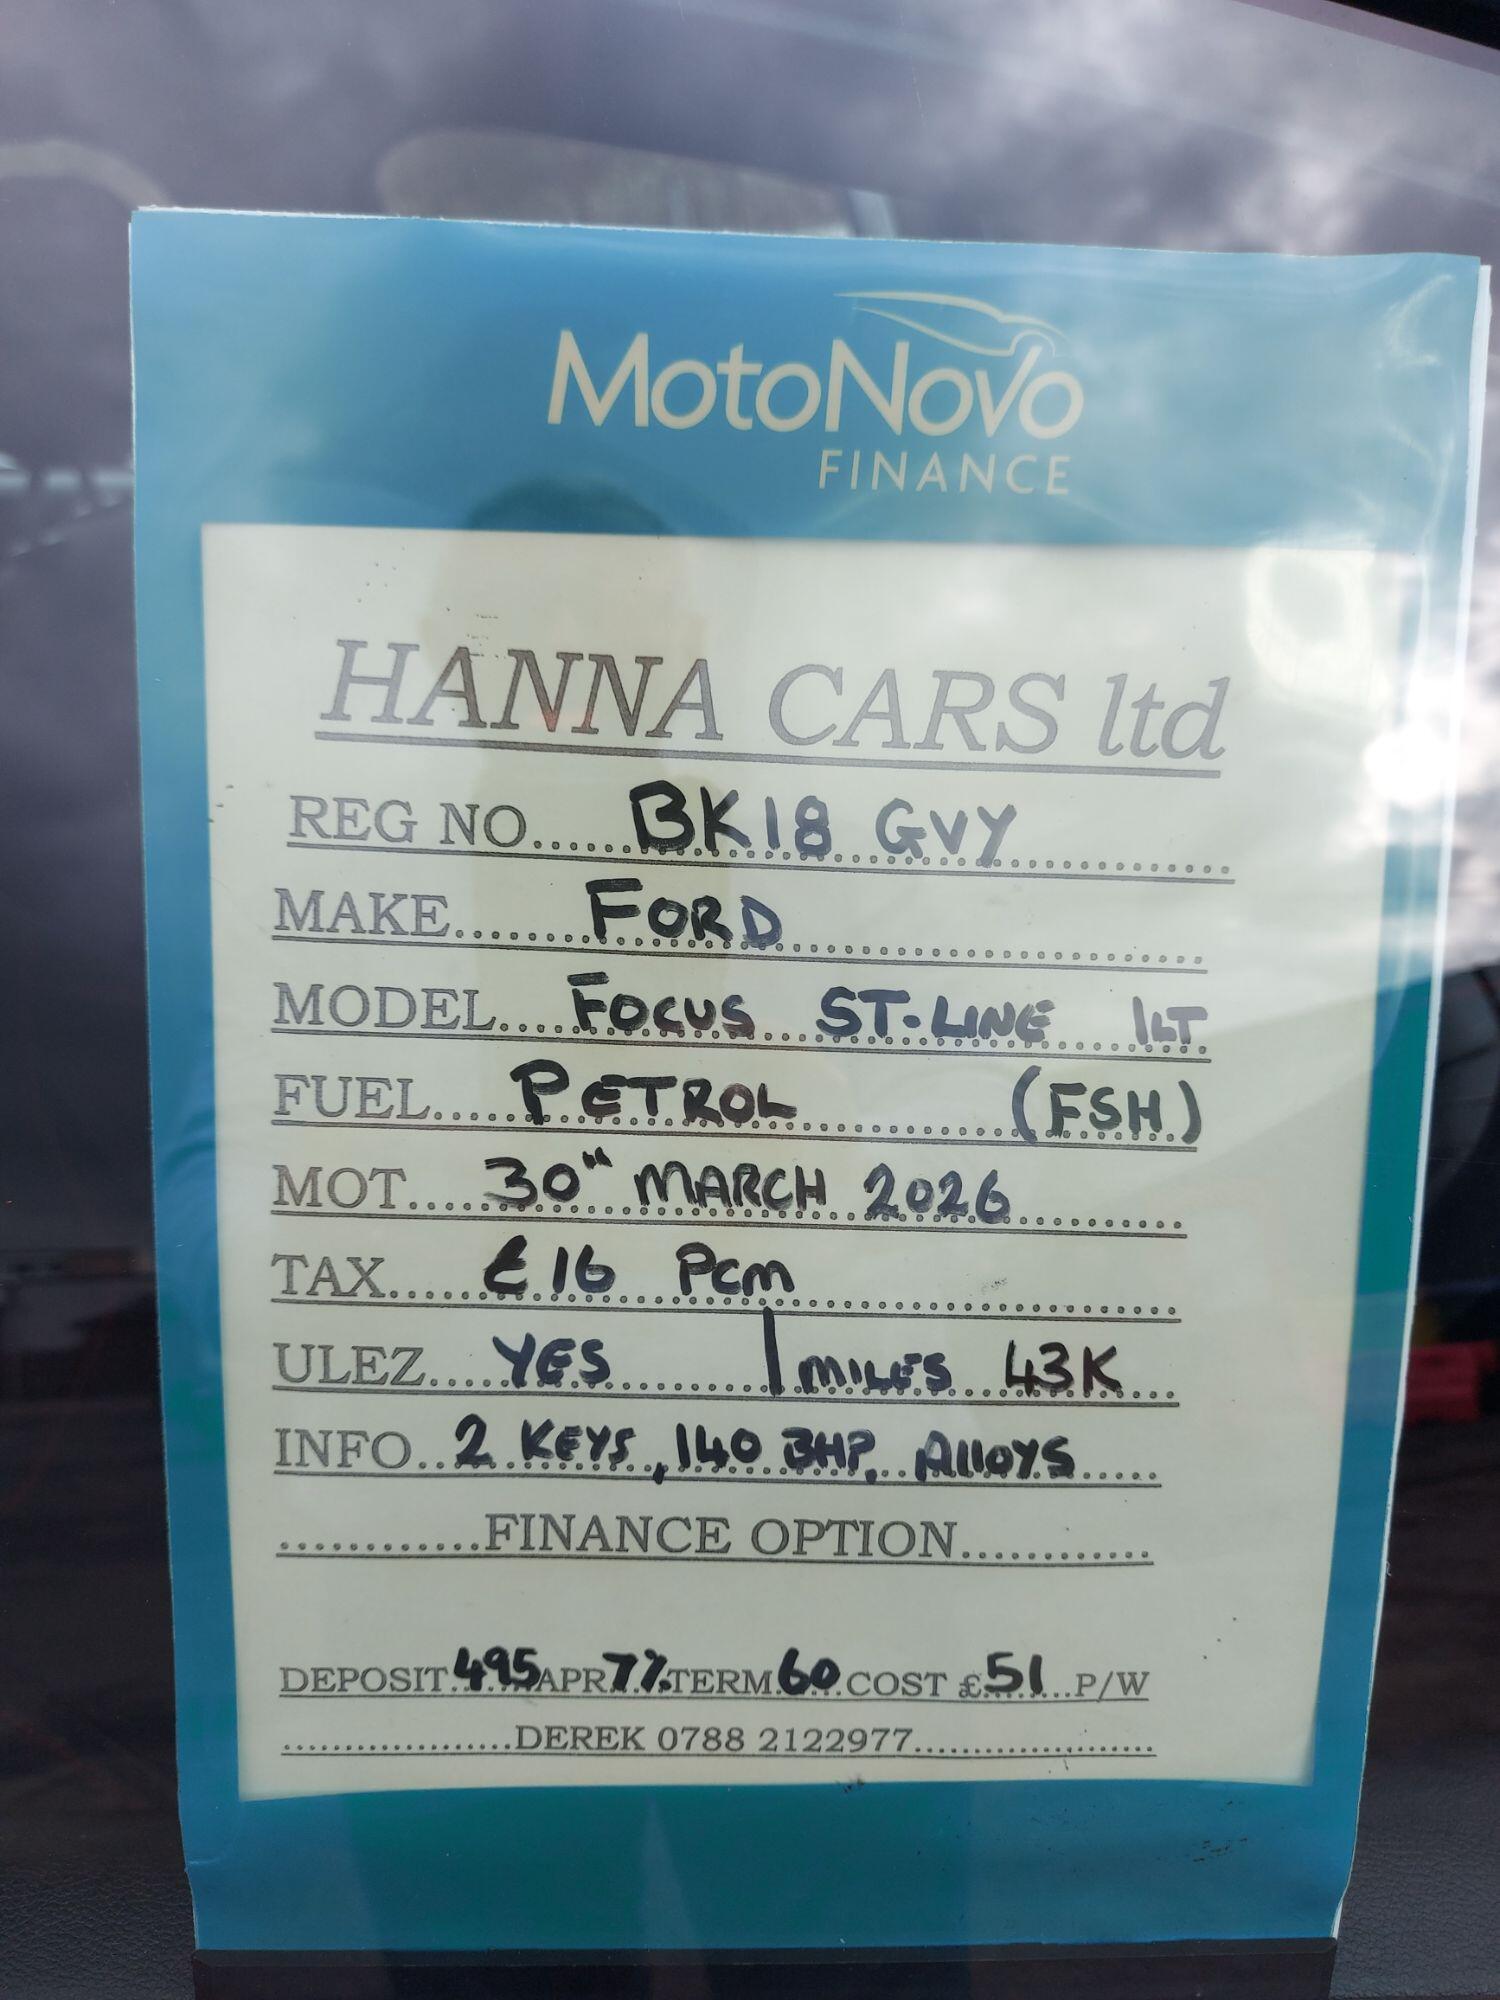 MOTONOVO
FINANCE
HANNA CARS ltd
REG NO......BK18 GVY............
MAKE.......FORD......................
MODEL....FOCUS ST-LINE 1LT
FUEL.....PETROL............(FSH)
MOT....30TH MARCH 2026............
TAX......£16 PCM......................
ULEZ.....YES.......|MILES 43K...
INFO..2 KEYS, 140 BHP, Alloys.....
............FINANCE OPTION............
DEPOSIT.495.APR.7%.TERM.60.COST £.51...P/W
...................DEREK 0788 2122977....................